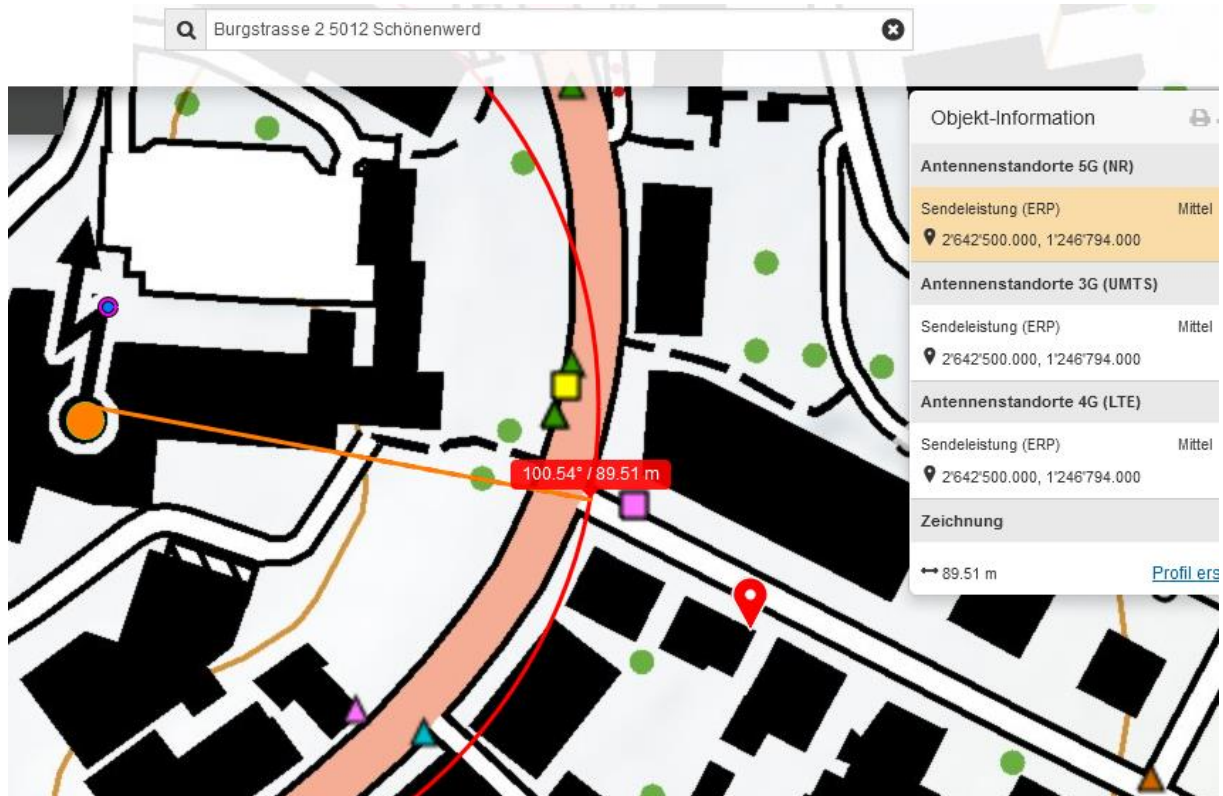 Burgstrasse 2 5012 Schönenwerd
Objekt-Information
Antennenstandorte 5G (NR)
Sendeleistung (ERP) Mittel
2'642'500.000, 1'246'794.000
Antennenstandorte 3G (UMTS)
Sendeleistung (ERP) Mittel
2'642'500.000, 1'246'794.000
Antennenstandorte 4G (LTE)
Sendeleistung (ERP) Mittel
2'642'500.000, 1'246'794.000
Zeichnung
89.51 m Profil ers
100.54° / 89.51 m